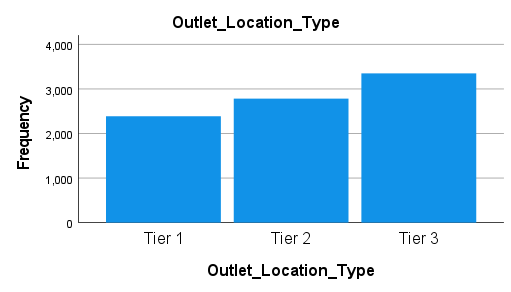 Outlet_Location_Type
4,000
3,000
2,000
1,000
0
Frequency
Tier 1 Tier 2 Tier 3
Outlet_Location_Type